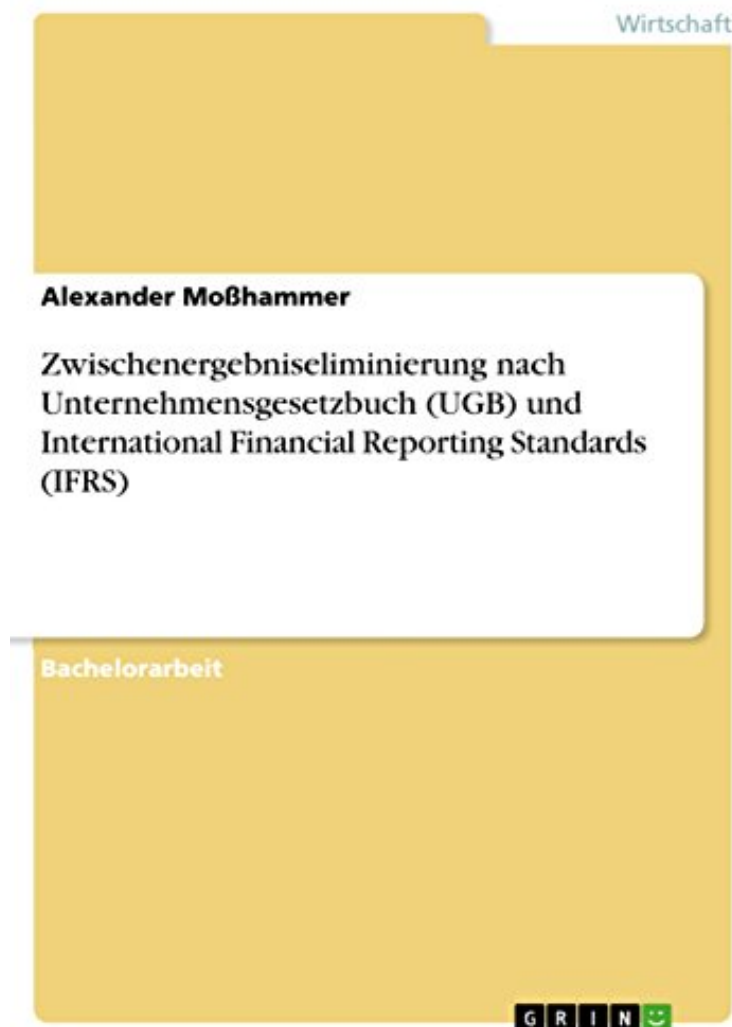 Wirtschaft
Alexander Moßhammer
Zwischenergebniseliminierung nach
Unternehmensgesetzbuch (UGB) und
International Financial Reporting Standards
(IFRS)
Bachelorarbeit
GRIN